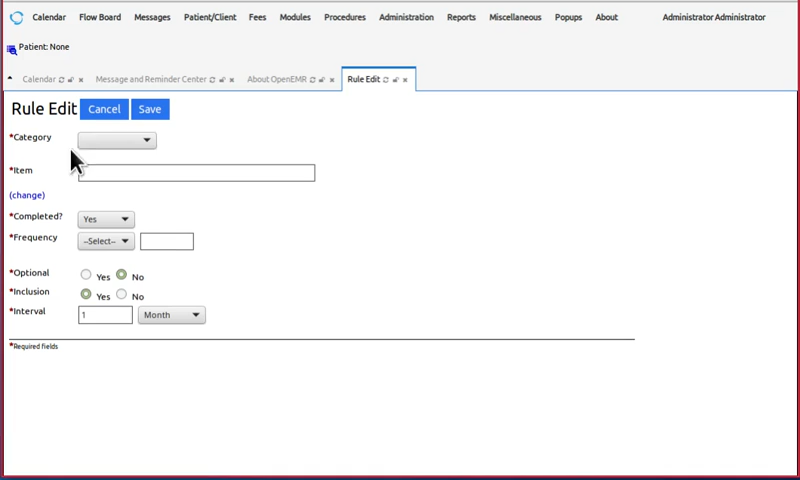 Calendar Flow Board Messages Patient/Client Fees Modules Procedures Administration Reports Miscellaneous Popups About Administrator Administrator
Patient: None
Calendar Message and Reminder Center About OpenEMR Rule Edit
Rule Edit Cancel Save
*Category
*Item
(change)
*Completed? Yes
*Frequency --Select--
*Optional Yes No
*Inclusion Yes No
*Interval 1 Month
*Required fields